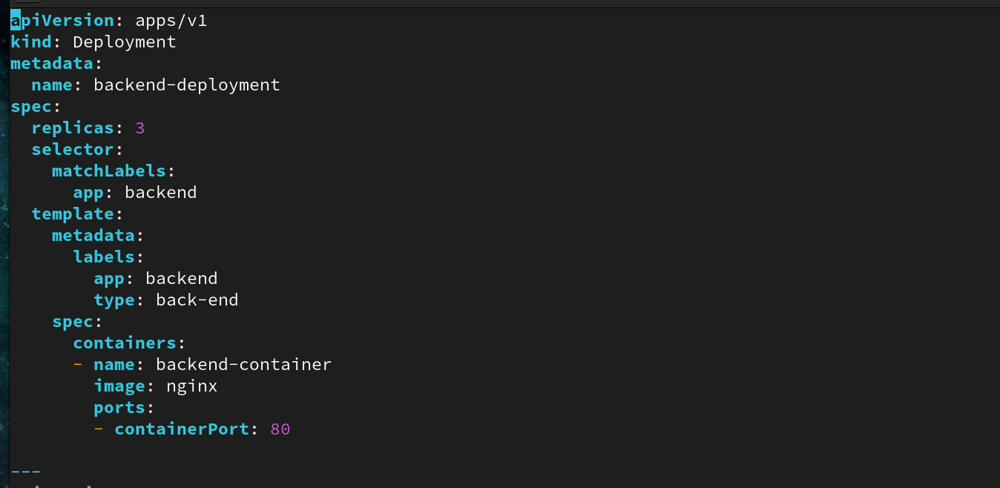 apiVersion: apps/v1
kind: Deployment
metadata:
  name: backend-deployment
spec:
  replicas: 3
  selector:
    matchLabels:
      app: backend
  template:
    metadata:
      labels:
        app: backend
        type: back-end
    spec:
      containers:
      - name: backend-container
        image: nginx
        ports:
        - containerPort: 80

---